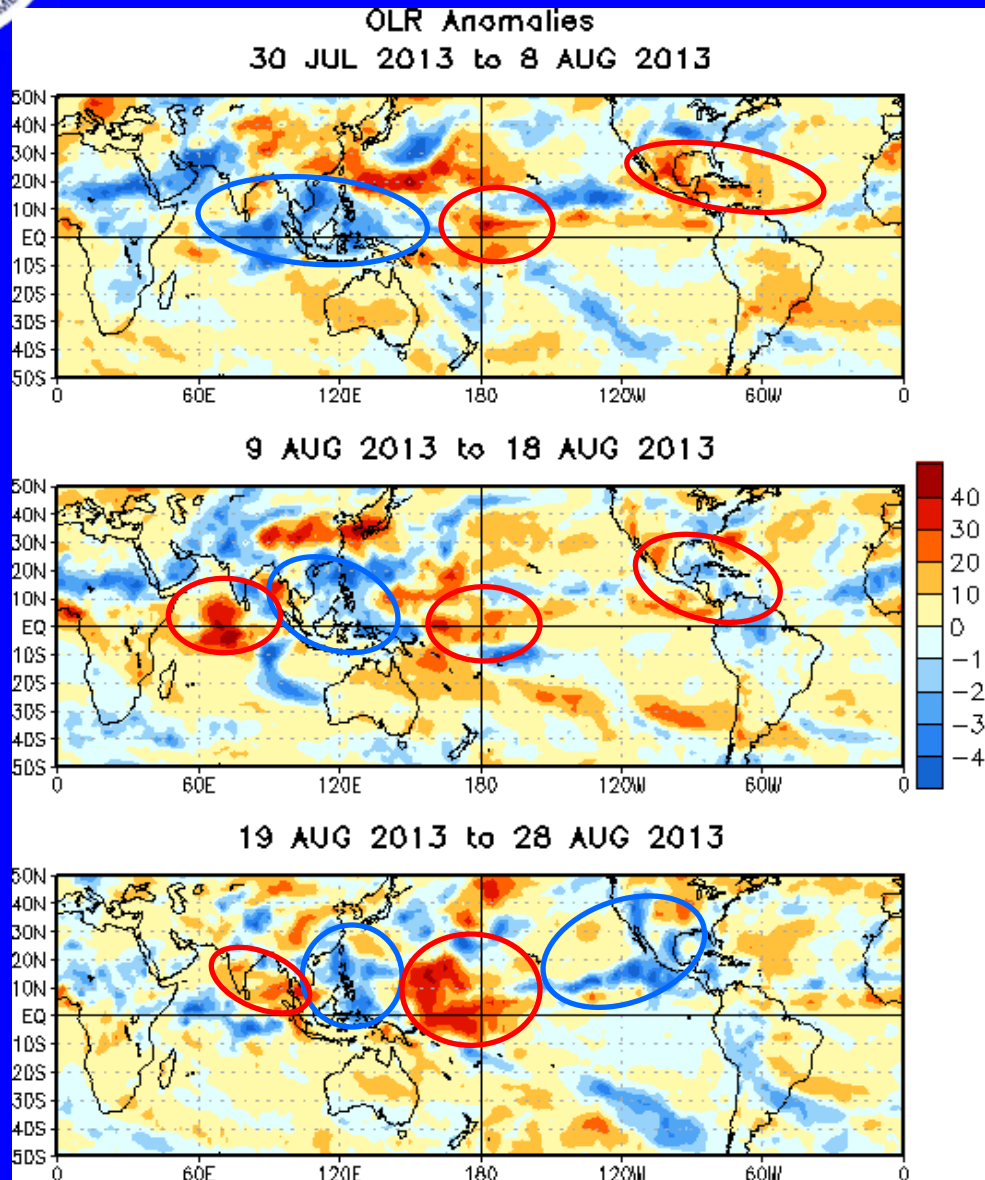 OLR Anomalies
30 JUL 2013 to 8 AUG 2013
50N
40N
30N
20N
10N
EQ
10S
20S
30S
40S
50S
0 60E 120E 180 120W 60W 0
9 AUG 2013 to 18 AUG 2013
50N
40N
30N
20N
10N
EQ
10S
20S
30S
40S
50S
0 60E 120E 180 120W 60W 0
40
30
20
10
0
-1
-2
-3
-4
19 AUG 2013 to 28 AUG 2013
50N
40N
30N
20N
10N
EQ
10S
20S
30S
40S
50S
0 60E 120E 180 120W 60W 0